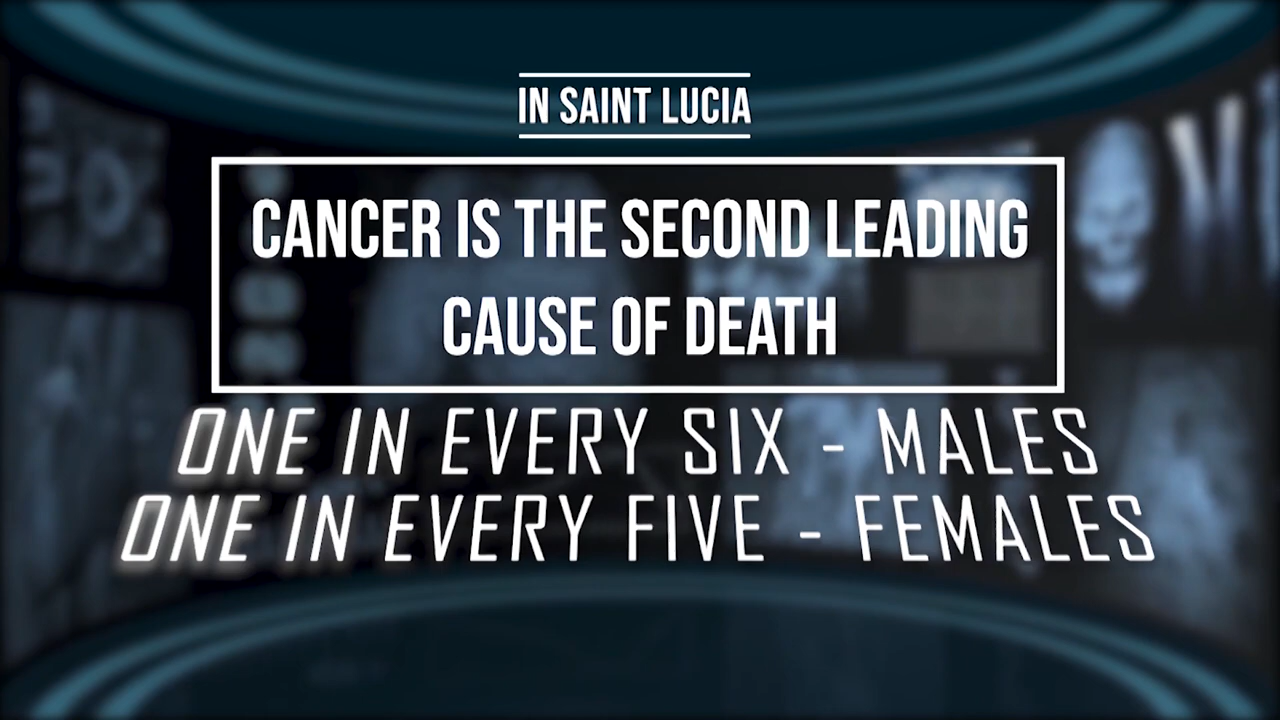 IN SAINT LUCIA
CANCER IS THE SECOND LEADING
CAUSE OF DEATH
ONE IN EVERY SIX - MALES
ONE IN EVERY FIVE - FEMALES